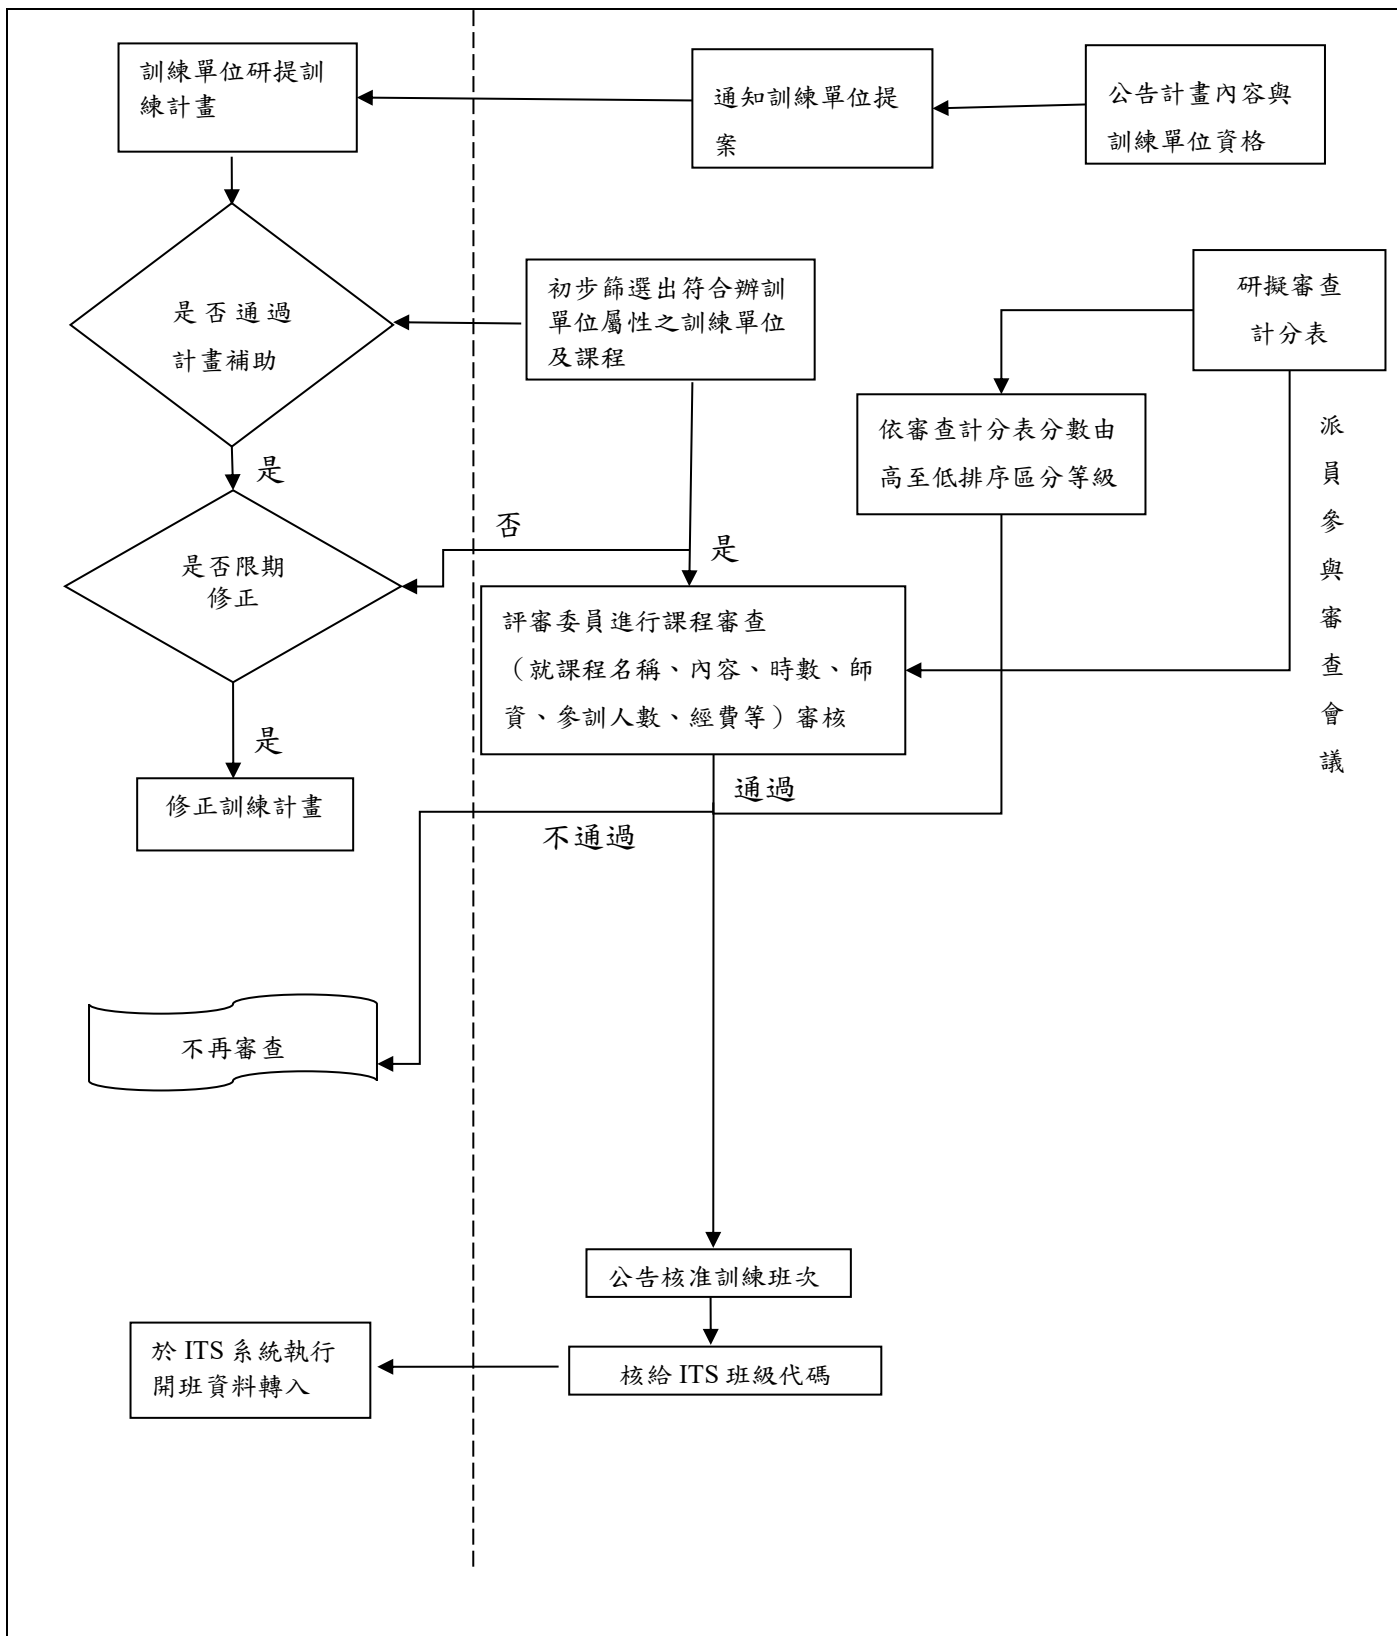 訓練單位研提訓
練計畫
通知訓練單位提
案
公告計畫內容與
訓練單位資格
是否通過
計畫補助
初步篩選出符合辦訓
單位屬性之訓練單位
及課程
研擬審查
計分表
依審查計分表分數由
高至低排序區分等級
派員參與審查會議
是
否
是
是否限期
修正
評審委員進行課程審查
（就課程名稱、內容、時數、師
資、參訓人數、經費等）審核
是
修正訓練計畫
通過
不通過
不再審查
公告核准訓練班次
於 ITS 系統執行
開班資料轉入
核給 ITS 班級代碼